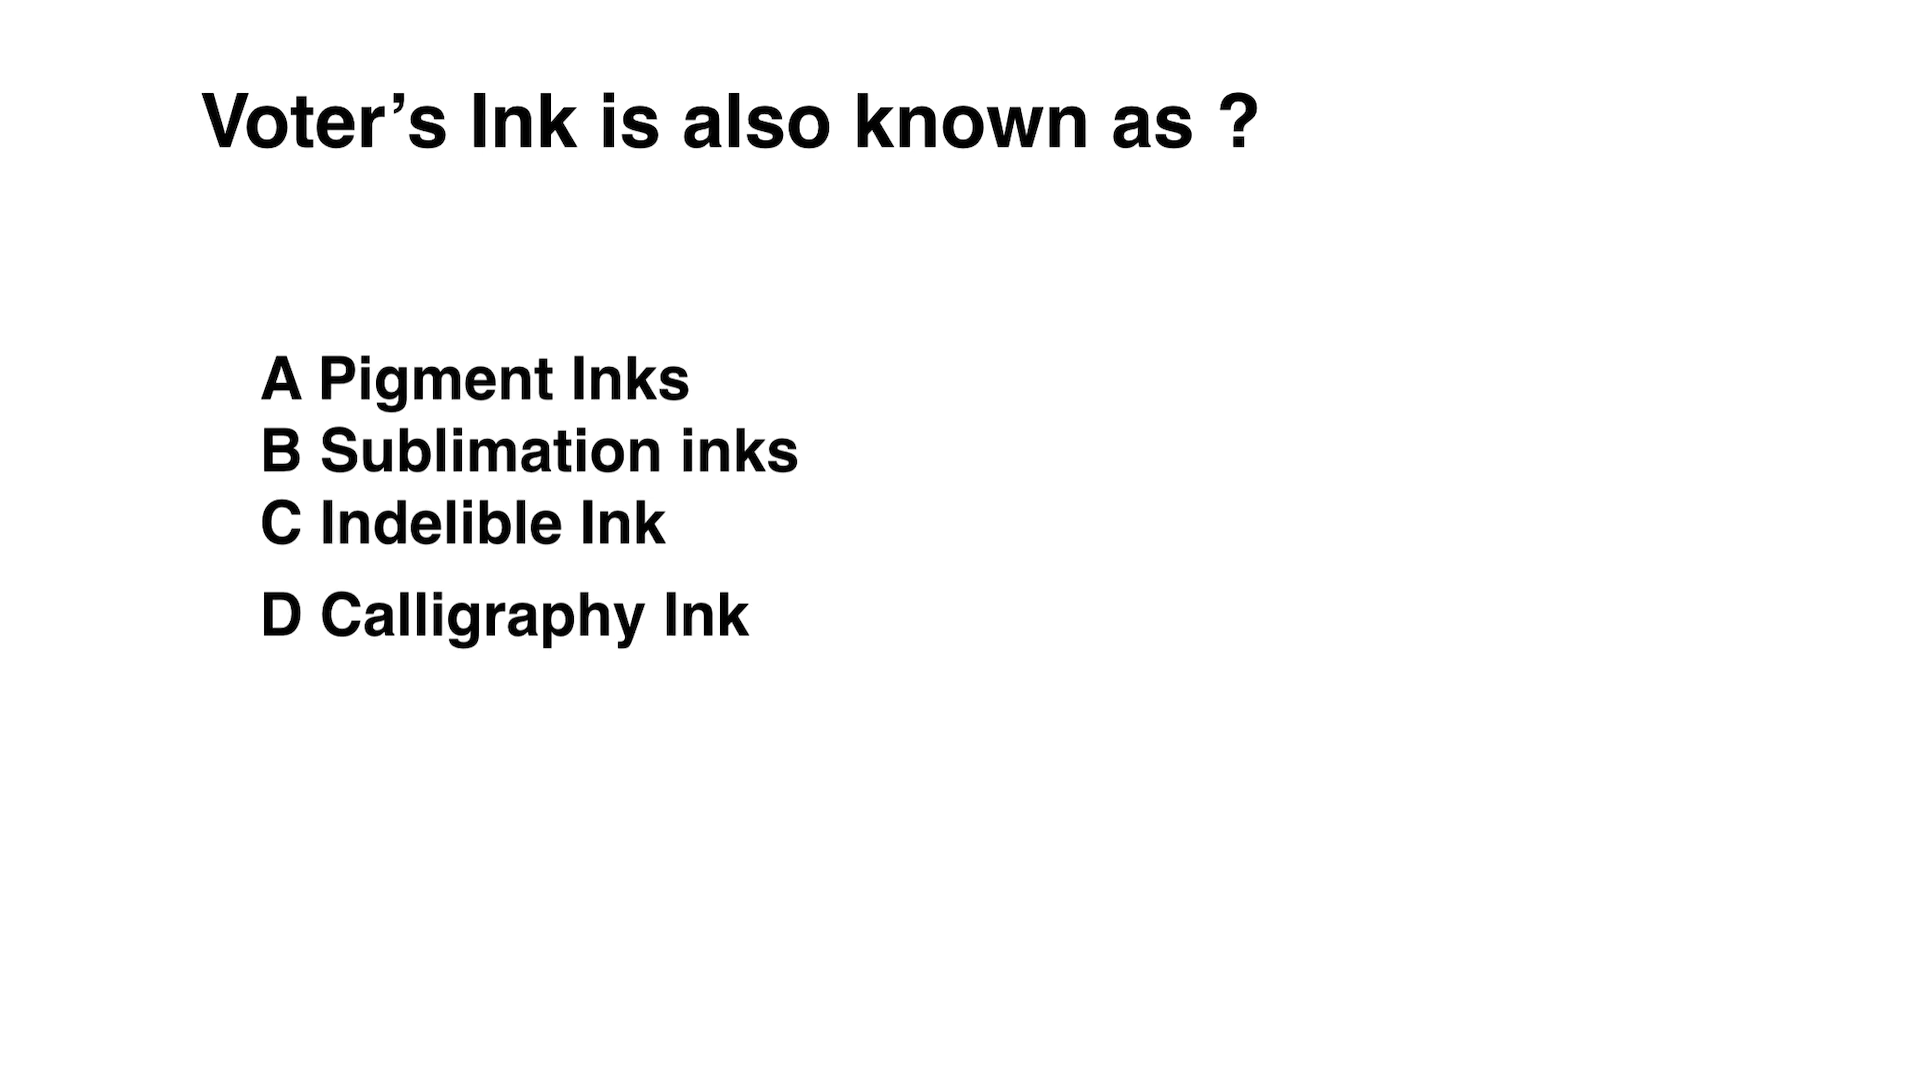 Voter’s Ink is also known as ?
A Pigment Inks
B Sublimation inks
C Indelible Ink
D Calligraphy Ink